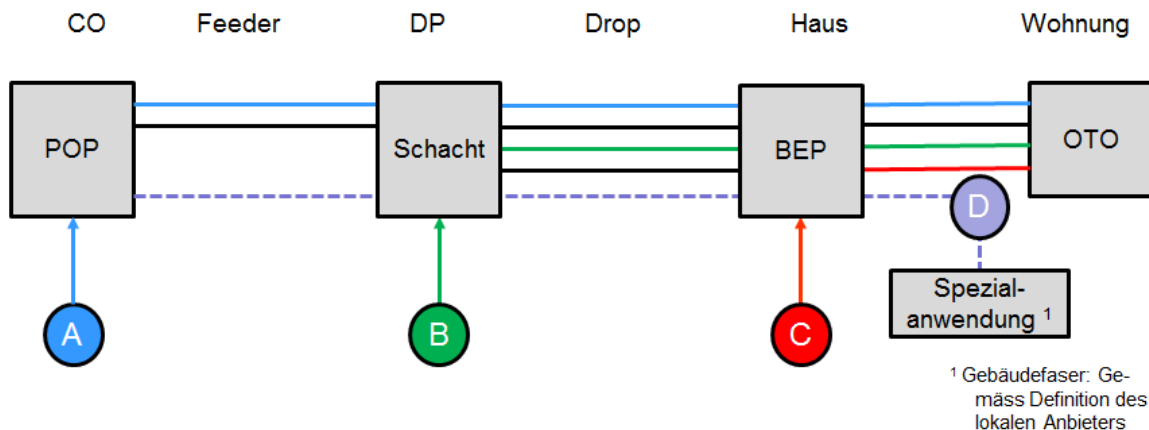 CO Feeder DP Drop Haus Wohnung
POP Schacht BEP OTO
D
Spezial-
anwendung ¹
A B C
¹ Gebäudefaser: Ge-
mäss Definition des
lokalen Anbieters